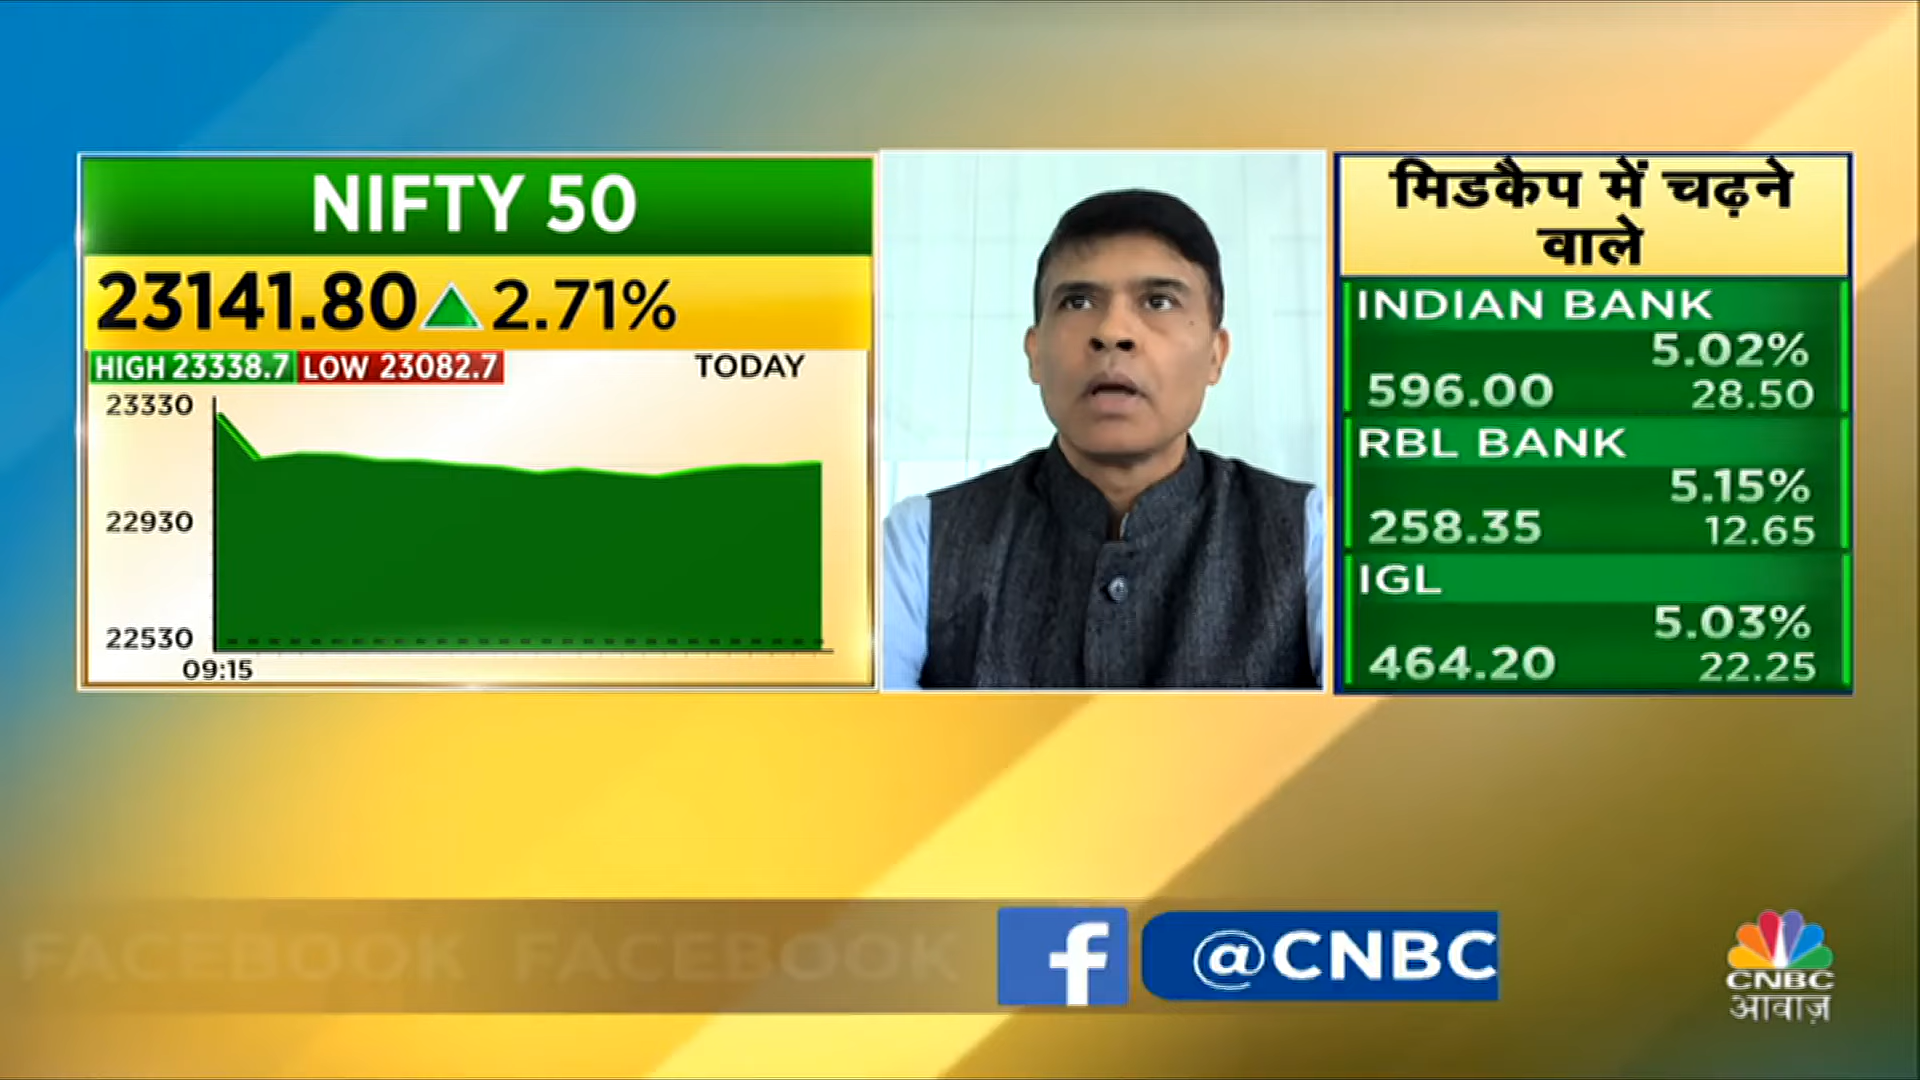 NIFTY 50
23141.80 2.71%
HIGH 23338.7 LOW 23082.7 TODAY
23330
22930
22530
09:15
मिडकैप में चढ़ने
वाले
INDIAN BANK
5.02%
596.00 28.50
RBL BANK
5.15%
258.35 12.65
IGL
5.03%
464.20 22.25
FACEBOOK FACEBOOK
f @CNBC
CNBC
आवाज़